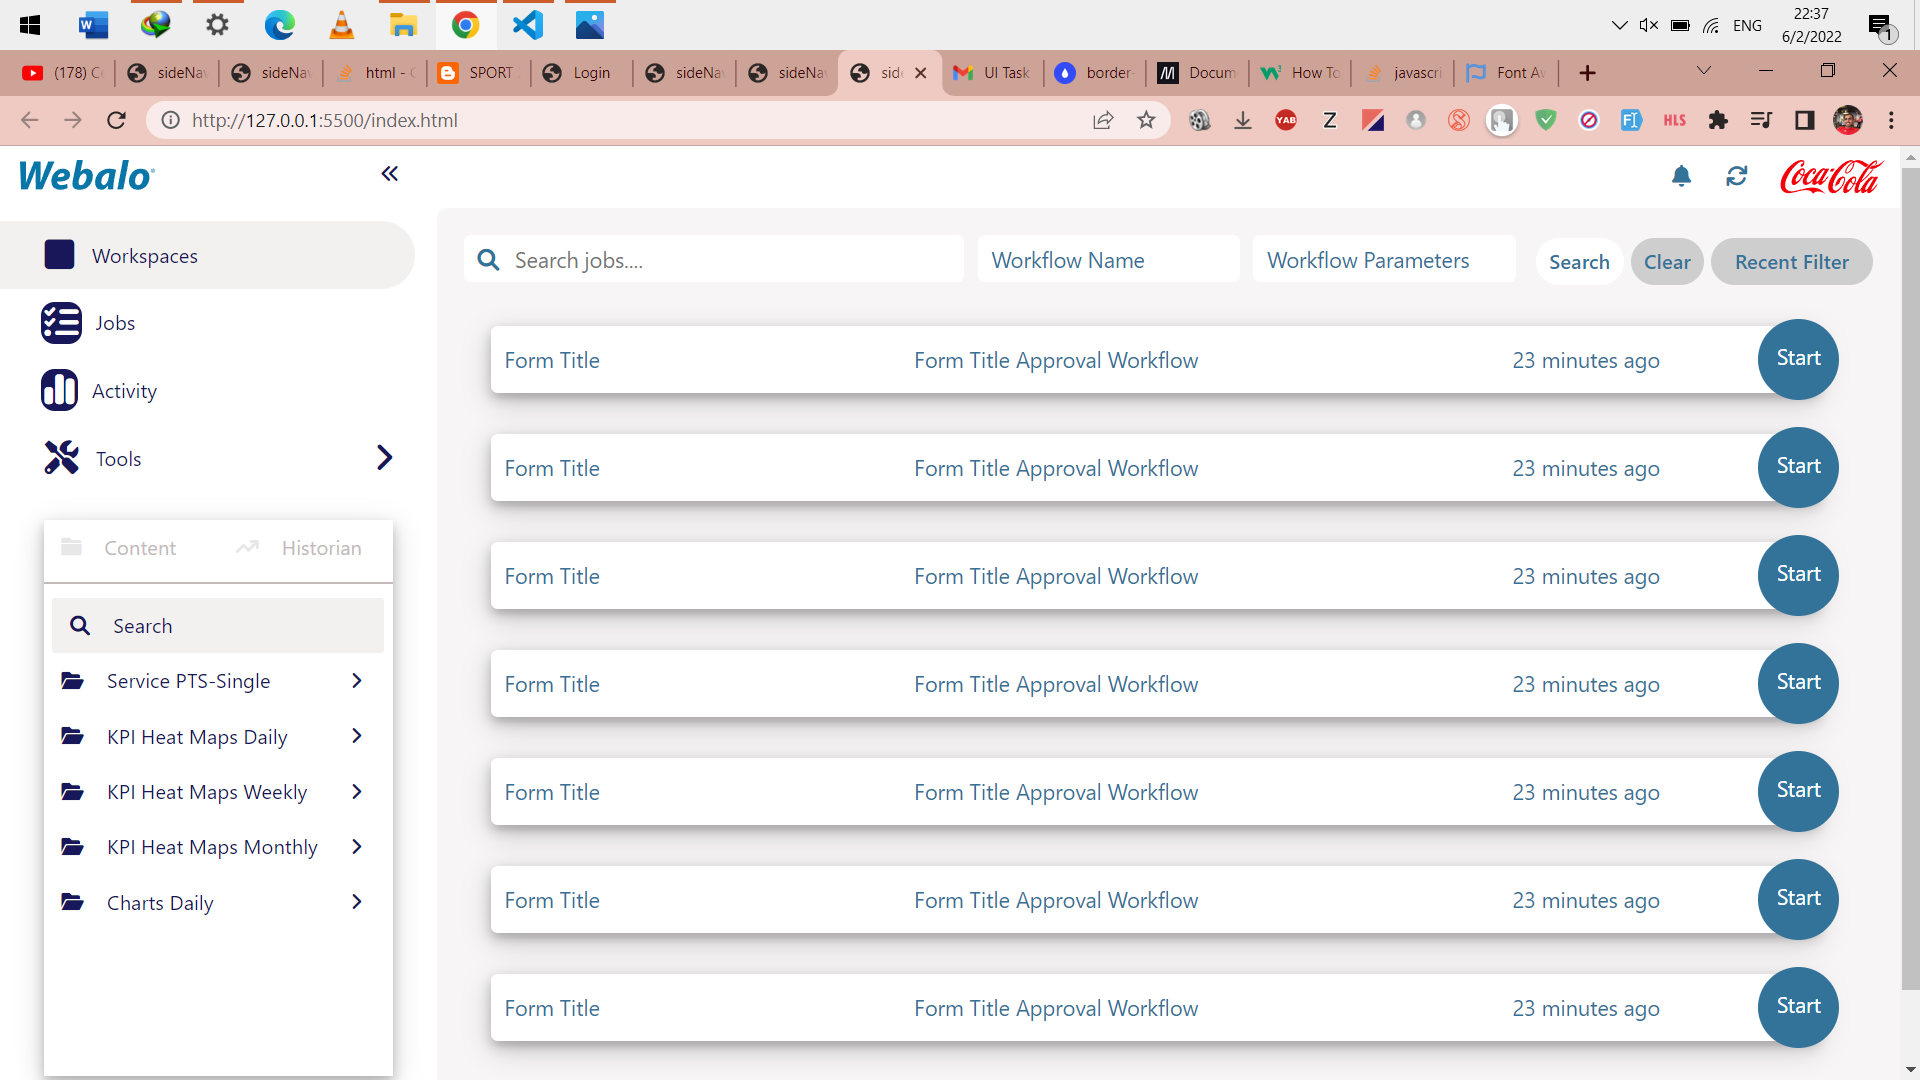 22:37
ENG
6/2/2022
1
(178) C
sideNav
sideNav
html - C
SPORT
Login
sideNav
sideNav
side
UI Task
border-
Docum
How To
javascri
Font Aw
http://127.0.0.1:5500/index.html
YAB
Z
HLS
Webalo
Coca-Cola
Workspaces
Jobs
Activity
Tools
Content
Historian
Search
Service PTS-Single
KPI Heat Maps Daily
KPI Heat Maps Weekly
KPI Heat Maps Monthly
Charts Daily
Search jobs....
Workflow Name
Workflow Parameters
Search
Clear
Recent Filter
Form Title Form Title Approval Workflow 23 minutes ago Start
Form Title Form Title Approval Workflow 23 minutes ago Start
Form Title Form Title Approval Workflow 23 minutes ago Start
Form Title Form Title Approval Workflow 23 minutes ago Start
Form Title Form Title Approval Workflow 23 minutes ago Start
Form Title Form Title Approval Workflow 23 minutes ago Start
Form Title Form Title Approval Workflow 23 minutes ago Start